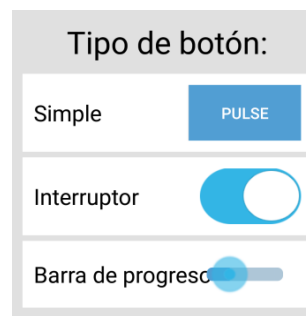 Tipo de botón:
Simple
PULSE
Interruptor
Barra de progreso